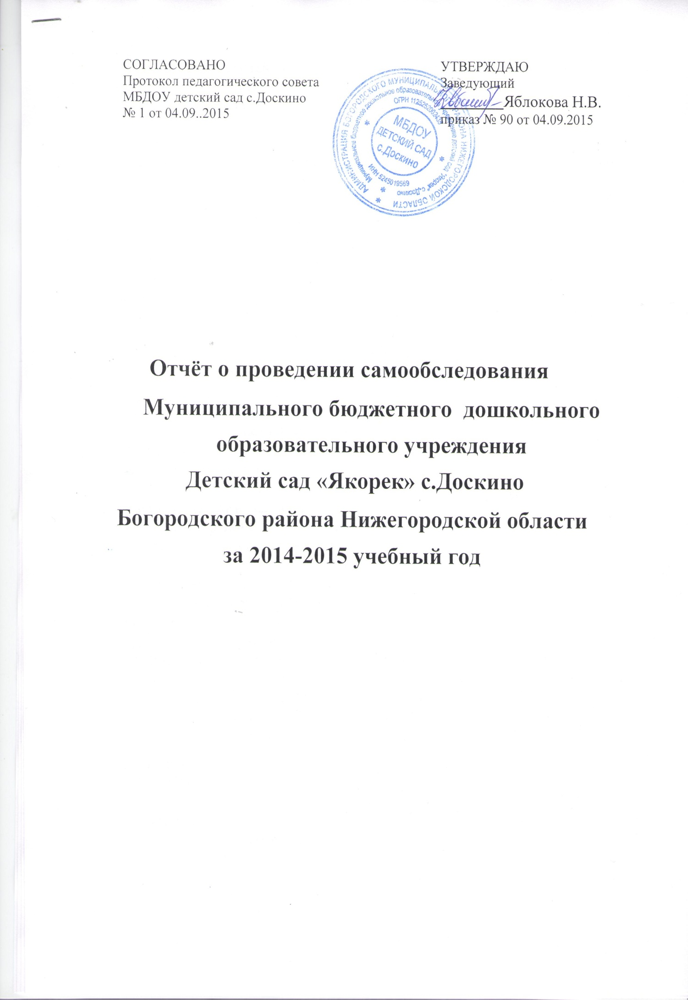 СОГЛАСОВАНО
Протокол педагогического совета
МБДОУ детский сад с.Доскино
№ 1 от 04.09..2015
УТВЕРЖДАЮ
Заведующий
Яблокова Н.В.
приказ № 90 от 04.09.2015
АДМИНИСТРАЦИЯ БОГОРОДСКОГО МУНИЦИПАЛЬНОГО РАЙОНА НИЖЕГОРОДСКОЙ ОБЛАСТИ
Муниципальное бюджетное дошкольное образовательное учреждение детский сад "Якорек" с.Доскино
ОГРН
ИНН 5245019569
МБДОУ
ДЕТСКИЙ САД
с.Доскино
Отчёт о проведении самообследования
Муниципального бюджетного дошкольного
образовательного учреждения
Детский сад «Якорек» с.Доскино
Богородского района Нижегородской области
за 2014-2015 учебный год